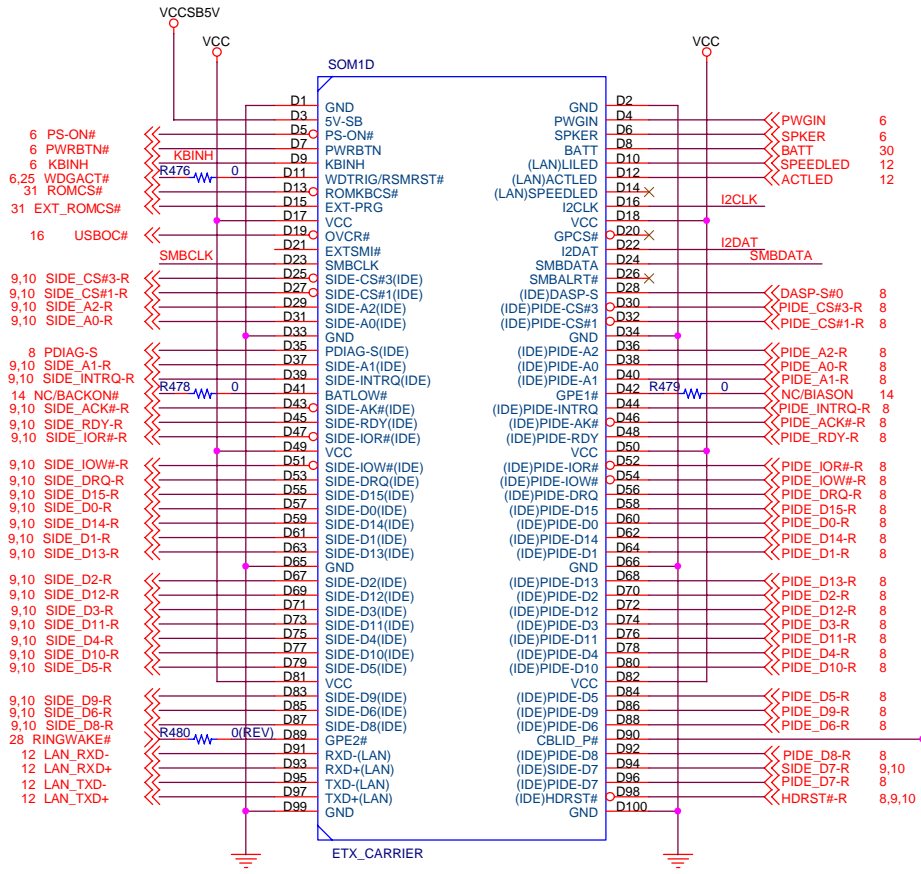 VCCSB5V
VCC VCC
SOM1D
D1 GND GND D2
D3 5V-SB PWGIN D4 PWGIN 6
6 PS-ON# D5 PS-ON# SPKER D6 SPKER 6
6 PWRBTN# D7 PWRBTN BATT D8 BATT 30
6 KBINH KBINH D9 KBINH (LAN)LILED D10 SPEEDLED 12
6,25 WDGACT# R476 0 D11 WDTRIG/RSMRST# (LAN)ACTLED D12 ACTLED 12
31 ROMCS# D13 ROMKBCS# (LAN)SPEEDLED D14
31 EXT_ROMCS# D15 EXT-PRG I2CLK D16 I2CLK
D17 VCC VCC D18
16 USBOC# D19 OVCR# GPCS# D20
D21 EXTSMI# I2DAT D22 I2DAT
SMBCLK D23 SMBCLK SMBDATA D24 SMBDATA
9,10 SIDE_CS#3-R D25 SIDE-CS#3(IDE) SMBALRT# D26
9,10 SIDE_CS#1-R D27 SIDE-CS#1(IDE) (IDE)DASP-S D28 DASP-S#0 8
9,10 SIDE_A2-R D29 SIDE-A2(IDE) (IDE)PIDE-CS#3 D30 PIDE_CS#3-R 8
9,10 SIDE_A0-R D31 SIDE-A0(IDE) (IDE)PIDE-CS#1 D32 PIDE_CS#1-R 8
D33 GND GND D34
8 PDIAG-S D35 PDIAG-S(IDE) (IDE)PIDE-A2 D36 PIDE_A2-R 8
9,10 SIDE_A1-R D37 SIDE-A1(IDE) (IDE)PIDE-A0 D38 PIDE_A0-R 8
9,10 SIDE_INTRQ-R D39 SIDE-INTRQ(IDE) (IDE)PIDE-A1 D40 PIDE_A1-R 8
14 NC/BACKON# R478 0 D41 BATLOW# GPE1# D42 R479 0 NC/BIASON 14
9,10 SIDE_ACK#-R D43 SIDE-AK#(IDE) (IDE)PIDE-INTRQ D44 PIDE_INTRQ-R 8
9,10 SIDE_RDY-R D45 SIDE-RDY(IDE) (IDE)PIDE-AK# D46 PIDE_ACK#-R 8
9,10 SIDE_IOR#-R D47 SIDE-IOR#(IDE) (IDE)PIDE-RDY D48 PIDE_RDY-R 8
D49 VCC VCC D50
9,10 SIDE_IOW#-R D51 SIDE-IOW#(IDE) (IDE)PIDE-IOR# D52 PIDE_IOR#-R 8
9,10 SIDE_DRQ-R D53 SIDE-DRQ(IDE) (IDE)PIDE-IOW# D54 PIDE_IOW#-R 8
9,10 SIDE_D15-R D55 SIDE-D15(IDE) (IDE)PIDE-DRQ D56 PIDE_DRQ-R 8
9,10 SIDE_D0-R D57 SIDE-D0(IDE) (IDE)PIDE-D15 D58 PIDE_D15-R 8
9,10 SIDE_D14-R D59 SIDE-D14(IDE) (IDE)PIDE-D0 D60 PIDE_D0-R 8
9,10 SIDE_D1-R D61 SIDE-D1(IDE) (IDE)PIDE-D14 D62 PIDE_D14-R 8
9,10 SIDE_D13-R D63 SIDE-D13(IDE) (IDE)PIDE-D1 D64 PIDE_D1-R 8
D65 GND GND D66
9,10 SIDE_D2-R D67 SIDE-D2(IDE) (IDE)PIDE-D13 D68 PIDE_D13-R 8
9,10 SIDE_D12-R D69 SIDE-D12(IDE) (IDE)PIDE-D2 D70 PIDE_D2-R 8
9,10 SIDE_D3-R D71 SIDE-D3(IDE) (IDE)PIDE-D12 D72 PIDE_D12-R 8
9,10 SIDE_D11-R D73 SIDE-D11(IDE) (IDE)PIDE-D3 D74 PIDE_D3-R 8
9,10 SIDE_D4-R D75 SIDE-D4(IDE) (IDE)PIDE-D11 D76 PIDE_D11-R 8
9,10 SIDE_D10-R D77 SIDE-D10(IDE) (IDE)PIDE-D4 D78 PIDE_D4-R 8
9,10 SIDE_D5-R D79 SIDE-D5(IDE) (IDE)PIDE-D10 D80 PIDE_D10-R 8
D81 VCC VCC D82
9,10 SIDE_D9-R D83 SIDE-D9(IDE) (IDE)PIDE-D5 D84 PIDE_D5-R 8
9,10 SIDE_D6-R D85 SIDE-D6(IDE) (IDE)PIDE-D9 D86 PIDE_D9-R 8
9,10 SIDE_D8-R D87 SIDE-D8(IDE) (IDE)PIDE-D6 D88 PIDE_D6-R 8
28 RINGWAKE# R480 0(REV) D89 GPE2# CBLID_P# D90
12 LAN_RXD- D91 RXD-(LAN) (IDE)PIDE-D8 D92 PIDE_D8-R 8
12 LAN_RXD+ D93 RXD+(LAN) (IDE)SIDE-D7 D94 SIDE_D7-R 9,10
12 LAN_TXD- D95 TXD-(LAN) (IDE)PIDE-D7 D96 PIDE_D7-R 8
12 LAN_TXD+ D97 TXD+(LAN) (IDE)HDRST# D98 HDRST#-R 8,9,10
D99 GND GND D100
ETX_CARRIER